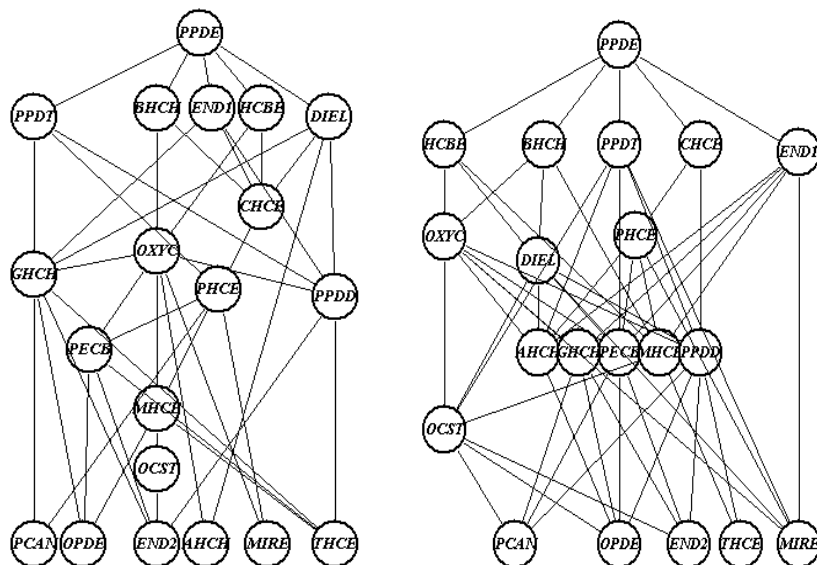 PPDE
PPDT
BHCH
END1
HCBE
DIEL
CHCE
GHCH
OXYC
PHCE
PPDD
PECB
MHCE
OCST
PCAN
OPDE
END2
AHCH
MIRE
THCE
PPDE
HCBE
BHCH
PPDT
CHCE
END1
OXYC
PHCE
DIEL
AHCH
GHCH
PECB
MHCE
PPDD
OCST
PCAN
OPDE
END2
THCE
MIRE